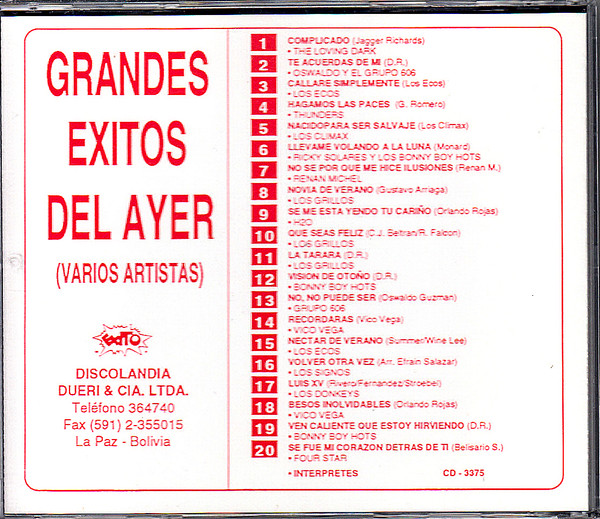 GRANDES
EXITOS
DEL AYER
(VARIOS ARTISTAS)
EXITO
DISCOLANDIA
DUERI & CIA. LTDA.
Teléfono 364740
Fax (591) 2-355015
La Paz - Bolivia
1 COMPLICADO (Jagger Richards)
• THE LOVING DARK
2 TE ACUERDAS DE MI (D.R.)
• OSWALDO Y EL GRUPO 606
3 CALLARE SIMPLEMENTE (Los Ecos)
• LOS ECOS
4 HAGAMOS LAS PACES (G. Romero)
• THUNDERS
5 NACIDOPARA SER SALVAJE (Los Climax)
• LOS CLIMAX
6 LLEVAME VOLANDO A LA LUNA (Monard)
• RICKY SOLARES Y LOS BONNY BOY HOTS
7 NO SE POR QUE ME HICE ILUSIONES (Renan M.)
• RENAN MICHEL
8 NOVIA DE VERANO (Gustavo Arriaga)
• LOS GRILLOS
9 SE ME ESTA YENDO TU CARIÑO (Orlando Rojas)
• H2O
10 QUE SEAS FELIZ (C.J. Beltran/R. Falcon)
• LOS GRILLOS
11 LA TARARA (D.R.)
• LOS GRILLOS
12 VISION DE OTOÑO (D.R.)
• BONNY BOY HOTS
13 NO, NO PUEDE SER (Oswaldo Guzman)
• GRUPO 606
14 RECORDARAS (Vico Vega)
• VICO VEGA
15 NECTAR DE VERANO (Summer/Wine Lee)
• LOS ECOS
16 VOLVER OTRA VEZ (Arr. Efrain Salazar)
• LOS SIGNOS
17 LUIS XV (Rivero/Fernandez/Stroebel)
• LOS DONKEYS
18 BESOS INOLVIDABLES (Orlando Rojas)
• VICO VEGA
19 VEN CALIENTE QUE ESTOY HIRVIENDO (D.R.)
• BONNY BOY HOTS
20 SE FUE MI CORAZON DETRAS DE TI (Belisario S.)
• FOUR STAR
• INTERPRETES CD - 3375